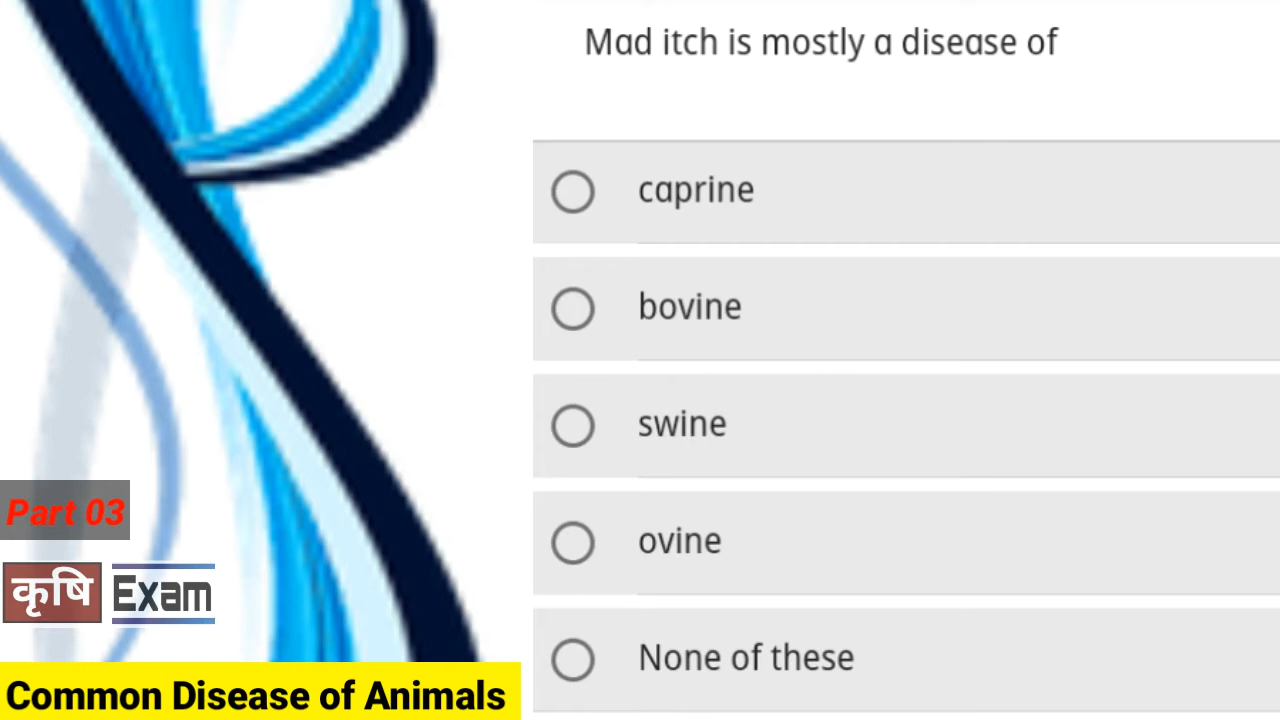 Mad itch is mostly a disease of
caprine
bovine
swine
ovine
None of these
Part 03
कृषि Exam
Common Disease of Animals